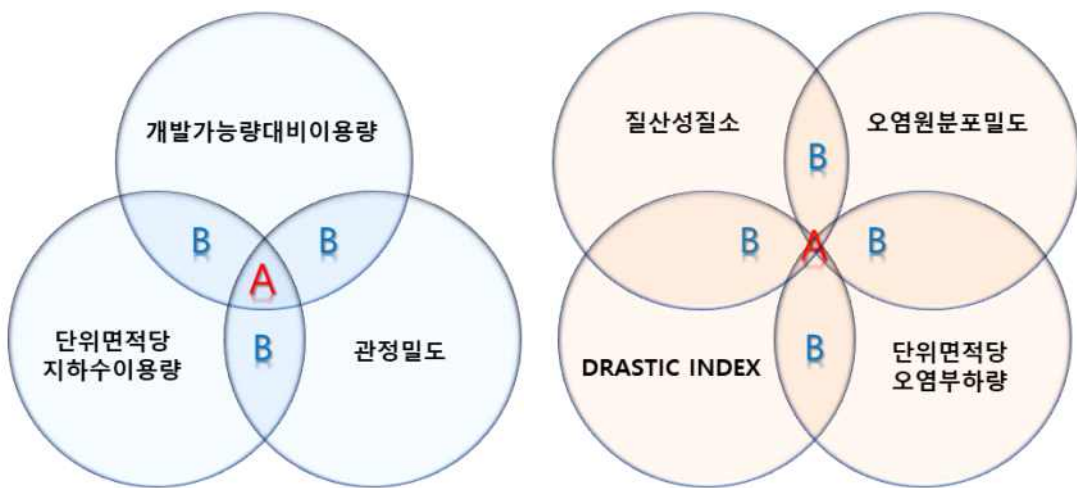 개발가능량대비이용량
B
B
A
단위면적당
지하수이용량
B
관정밀도
질산성질소
오염원분포밀도
B
B
A
B
DRASTIC INDEX
B
단위면적당
오염부하량